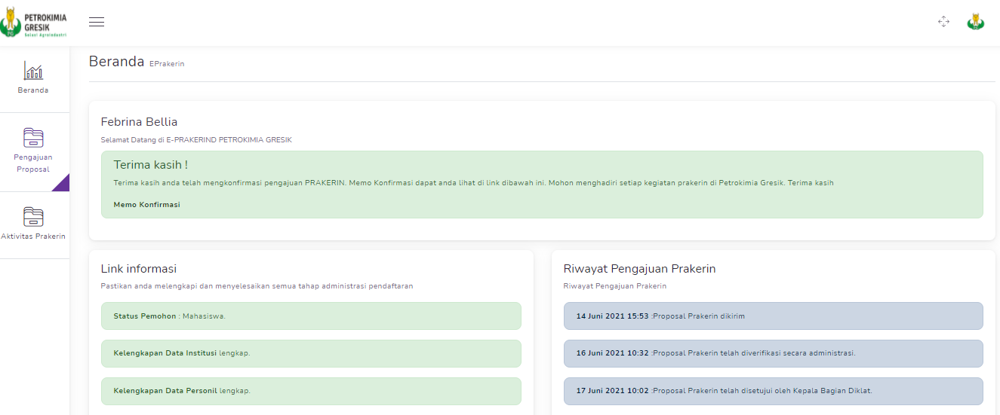 PETROKIMIA
GRESIK
Solusi Agroindustri
Beranda EPrakerin
Beranda
Pengajuan
Proposal
Aktivitas Prakerin
Febrina Bellia
Selamat Datang di E-PRAKERIND PETROKIMIA GRESIK
Terima kasih !
Terima kasih anda telah mengkonfirmasi pengajuan PRAKERIN. Memo Konfirmasi dapat anda lihat di link dibawah ini. Mohon menghadiri setiap kegiatan prakerin di Petrokimia Gresik. Terima kasih
Memo Konfirmasi
Link informasi
Pastikan anda melengkapi dan menyelesaikan semua tahap administrasi pendaftaran
Status Pemohon : Mahasiswa.
Kelengkapan Data Institusi lengkap.
Kelengkapan Data Personil lengkap.
Riwayat Pengajuan Prakerin
Riwayat Pengajuan Prakerin
14 Juni 2021 15:53 :Proposal Prakerin dikirim
16 Juni 2021 10:32 :Proposal Prakerin telah diverifikasi secara administrasi.
17 Juni 2021 10:02 :Proposal Prakerin telah disetujui oleh Kepala Bagian Diklat.